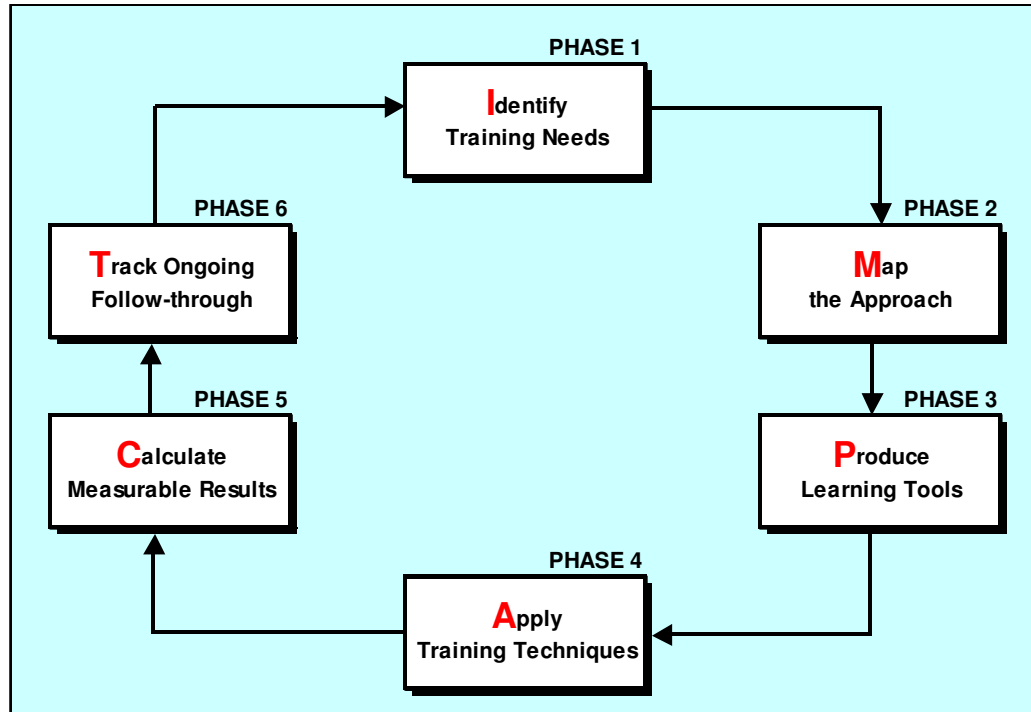 PHASE 1
Identify
Training Needs
PHASE 2
Map
the Approach
PHASE 3
Produce
Learning Tools
PHASE 4
Apply
Training Techniques
PHASE 5
Calculate
Measurable Results
PHASE 6
Track Ongoing
Follow-through